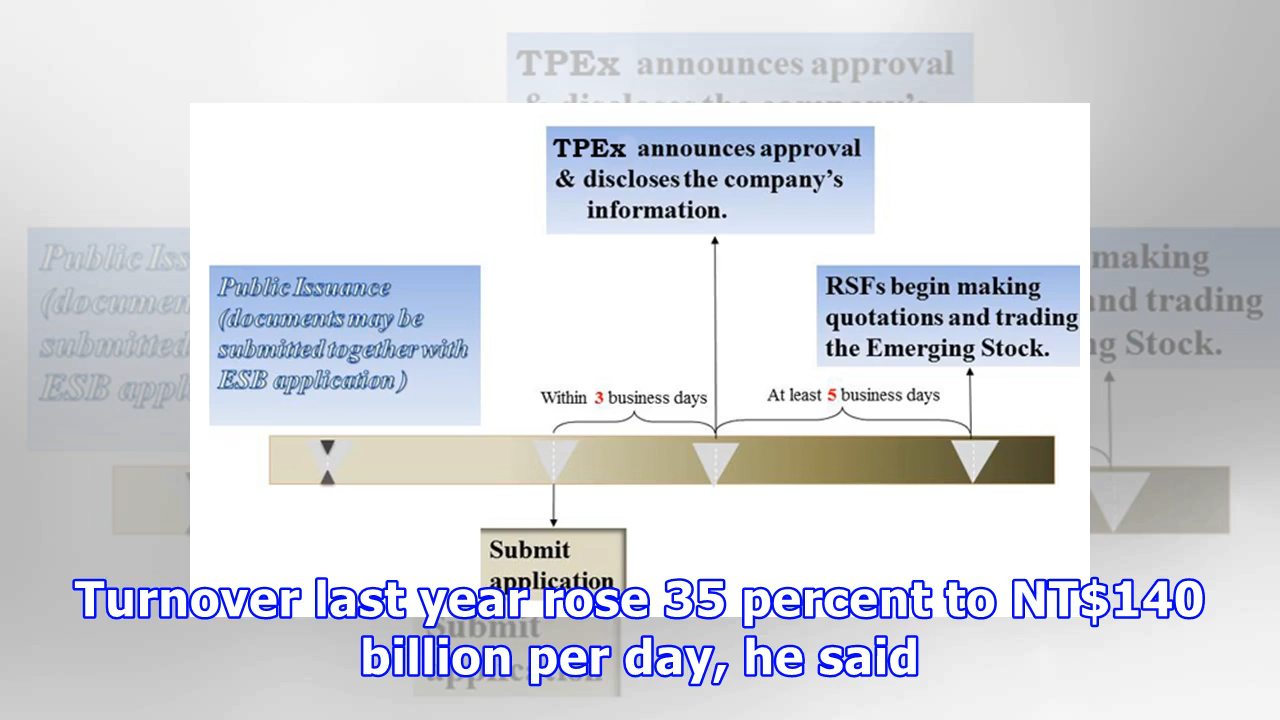 TPEx announces approval
& discloses the company's
information.
Public Issuance
(documents may be
submitted together with
ESB application)
RSFs begin making
quotations and trading
the Emerging Stock.
Within 3 business days
At least 5 business days
Submit
application
Turnover last year rose 35 percent to NT$140
billion per day, he said